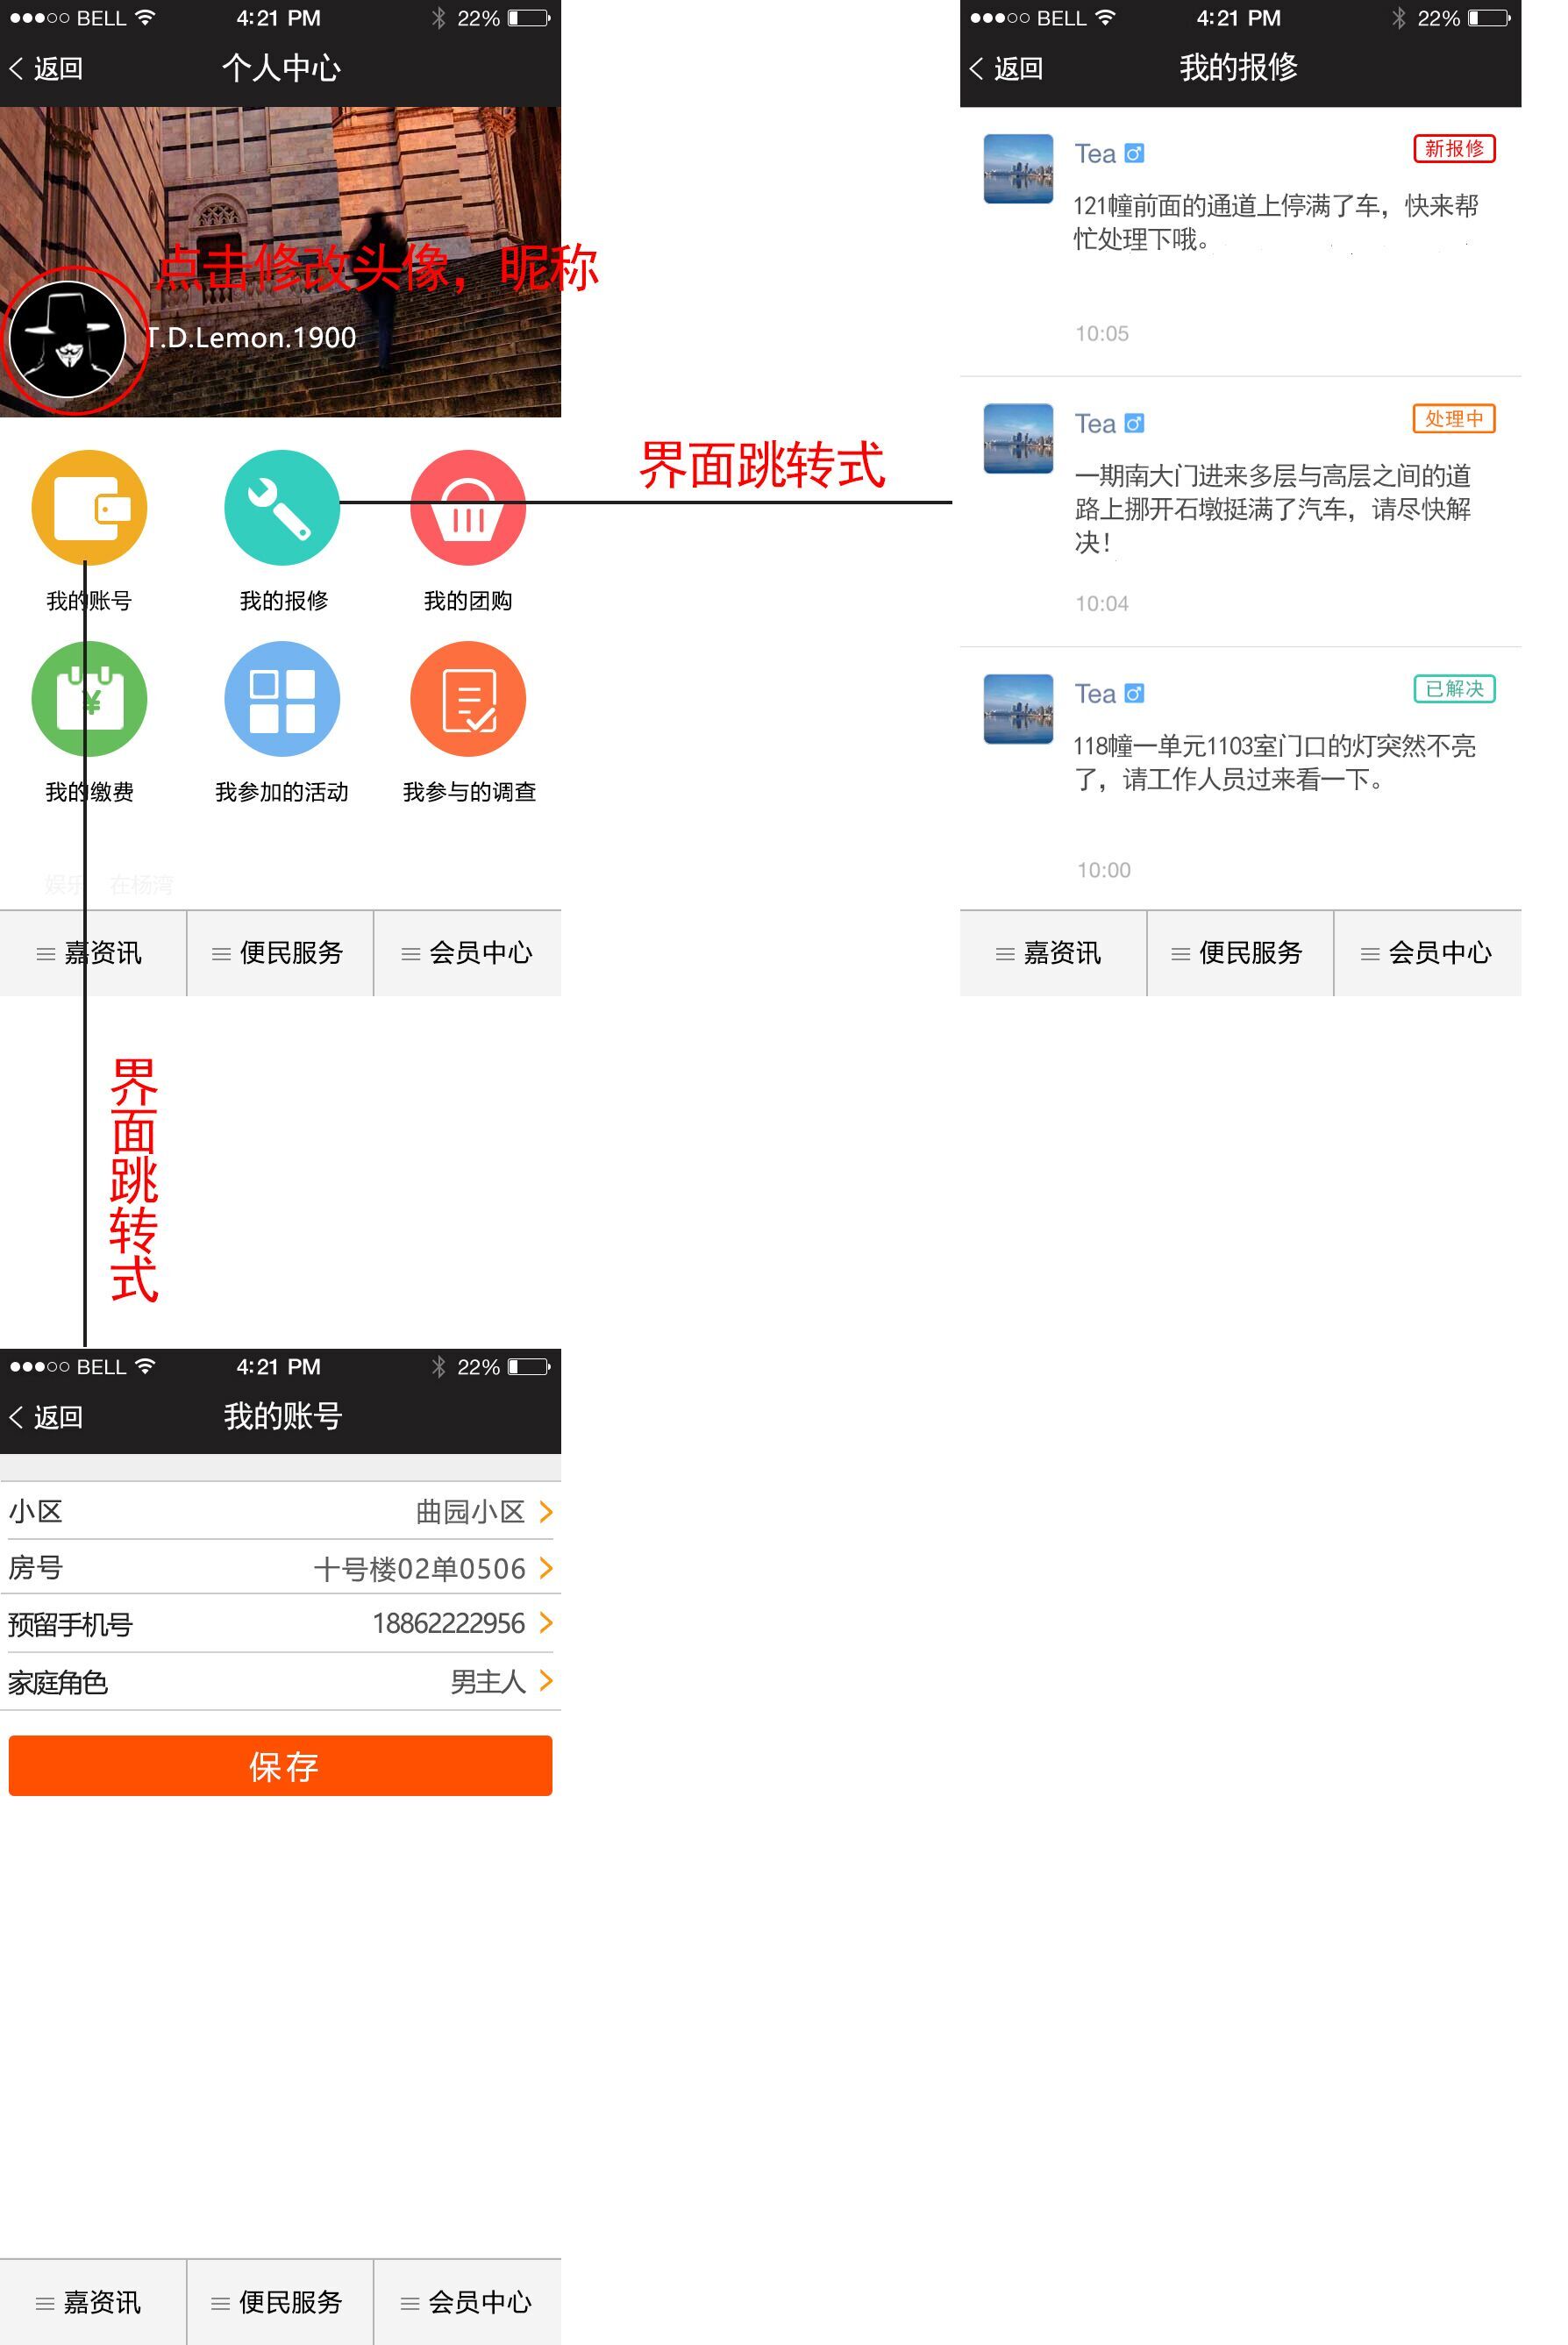 BELL 4:21 PM 22%
返回 个人中心
点击修改头像，昵称
T.D.Lemon.1900
我的账号 我的报修 我的团购
¥
我的缴费 我参加的活动 我参与的调查
娱乐 在杨湾
嘉资讯 便民服务 会员中心
界面跳转式
BELL 4:21 PM 22%
返回 我的报修
Tea 新报修
121幢前面的通道上停满了车，快来帮
忙处理下哦。
10:05
Tea 处理中
一期南大门进来多层与高层之间的道
路上挪开石墩挺满了汽车，请尽快解
决！
10:04
Tea 已解决
118幢一单元1103室门口的灯突然不亮
了，请工作人员过来看一下。
10:00
嘉资讯 便民服务 会员中心
界面跳转式
BELL 4:21 PM 22%
返回 我的账号
小区 曲园小区
房号 十号楼02单0506
预留手机号 18862222956
家庭角色 男主人
保存
嘉资讯 便民服务 会员中心